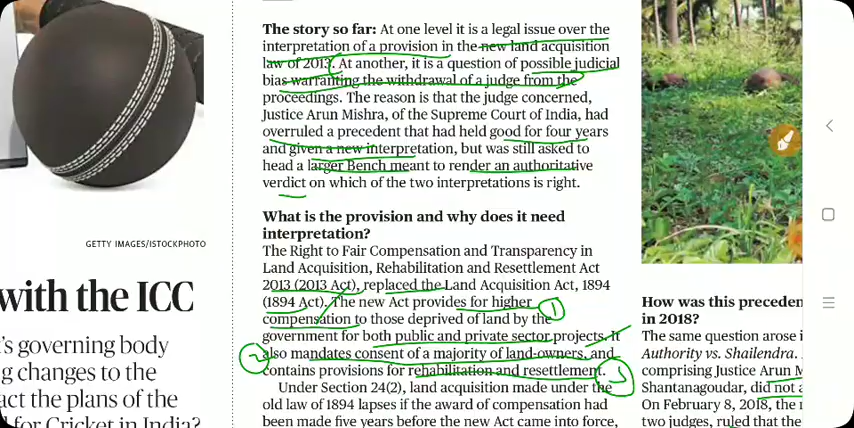 The story so far: At one level it is a legal issue over the
interpretation of a provision in the new land acquisition
law of 2013. At another, it is a question of possible judicial
bias warranting the withdrawal of a judge from the
proceedings. The reason is that the judge concerned,
Justice Arun Mishra, of the Supreme Court of India, had
overruled a precedent that had held good for four years
and given a new interpretation, but was still asked to
head a larger Bench meant to render an authoritative
verdict on which of the two interpretations is right.
What is the provision and why does it need
interpretation?
The Right to Fair Compensation and Transparency in
Land Acquisition, Rehabilitation and Resettlement Act
2013 (2013 Act), replaced the Land Acquisition Act, 1894
(1894 Act). The new Act provides for higher 1
compensation to those deprived of land by the
government for both public and private sector projects. It
2 also mandates consent of a majority of land-owners, and
contains provisions for rehabilitation and resettlement. 3
Under Section 24(2), land acquisition made under the
old law of 1894 lapses if the award of compensation had
been made five years before the new Act came into force,
GETTY IMAGES/ISTOCKPHOTO
with the ICC
's governing body
g changes to the
act the plans of the
l for Cricket in India?
How was this preceden
in 2018?
The same question arose i
Authority vs. Shailendra.
comprising Justice Arun M
Shantanagoudar, did not a
On February 8, 2018, the
two judges, ruled that the